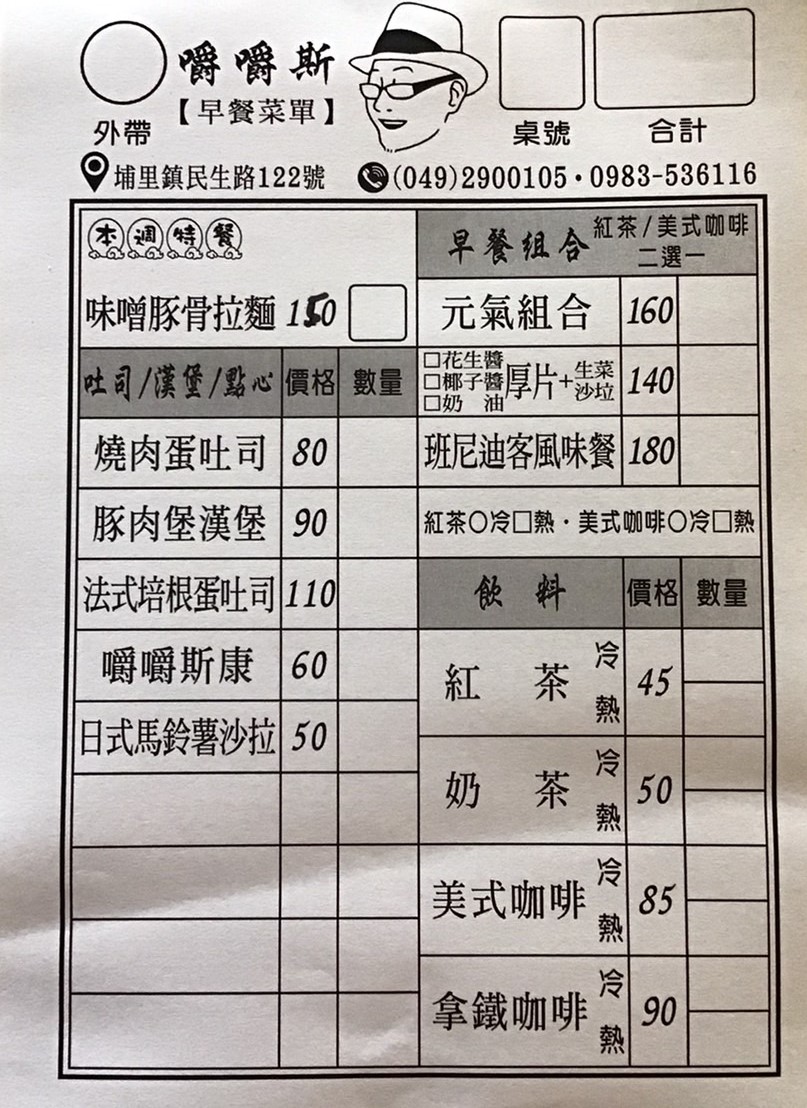 嚼嚼斯
【早餐菜單】
外帶
桌號
合計
埔里鎮民生路122號
(049)2900105・0983-536116
本週特餐
味噌豚骨拉麵 150
吐司/漢堡/點心 價格 數量
燒肉蛋吐司 80
豚肉堡漢堡 90
法式培根蛋吐司 110
嚼嚼斯康 60
日式馬鈴薯沙拉 50
早餐組合 紅茶/美式咖啡
二選一
元氣組合 160
□花生醬
□椰子醬
□奶 油
厚片+生菜沙垃 140
班尼迪客風味餐 180
紅茶○冷□熱・美式咖啡○冷□熱
飲料 價格 數量
紅茶 冷 熱 45
奶茶 冷 熱 50
美式咖啡 冷 熱 85
拿鐵咖啡 冷 熱 90